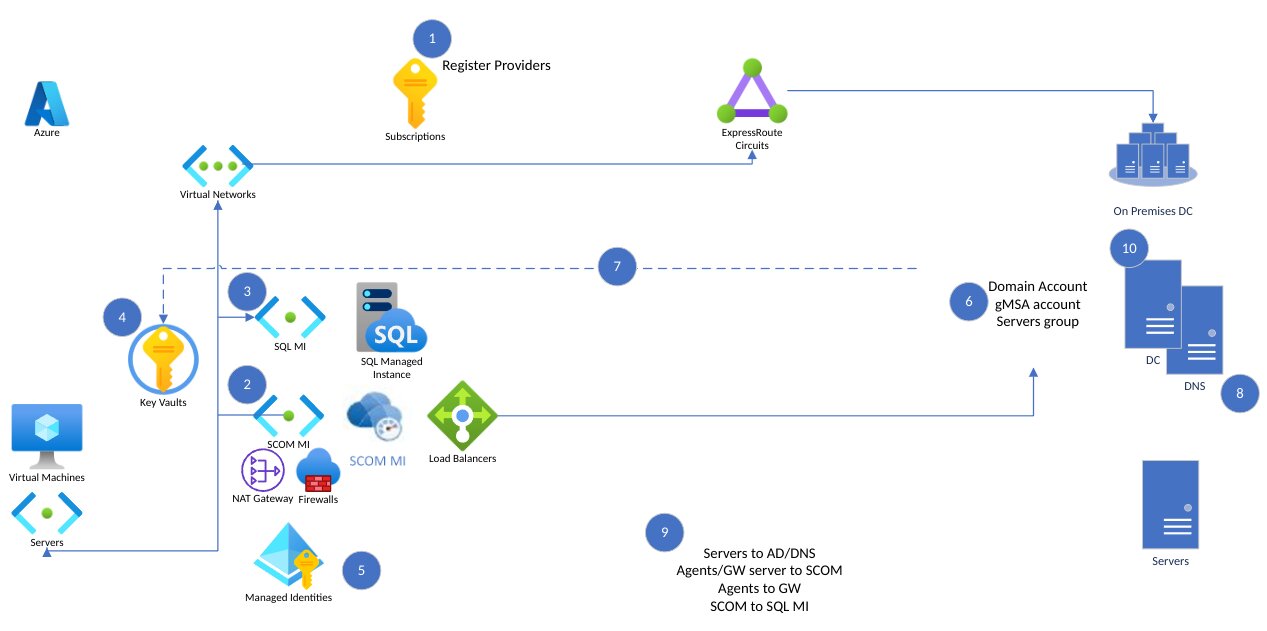 1
Register Providers
Subscriptions
Azure
ExpressRoute
Circuits
Virtual Networks
On Premises DC
10
7
3
4
SQL MI
SQL
SQL Managed
Instance
6
Domain Account
gMSA account
Servers group
DC
DNS
8
Key Vaults
2
SCOM MI
SCOM MI
Load Balancers
Virtual Machines
NAT Gateway
Firewalls
Servers
9
Servers to AD/DNS
Agents/GW server to SCOM
Agents to GW
SCOM to SQL MI
Servers
5
Managed Identities